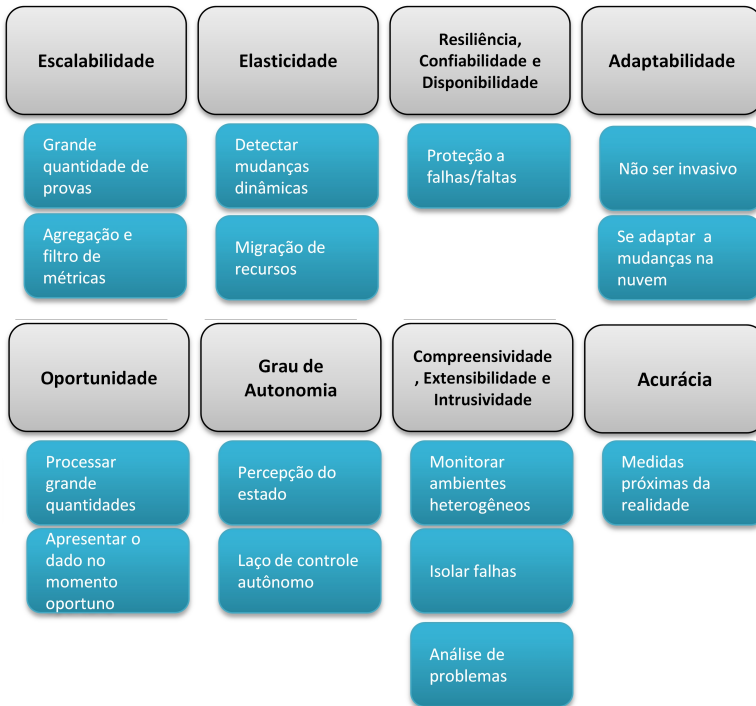 Escalabilidade
Elasticidade
Resiliência,
Confiabilidade e
Disponibilidade
Adaptabilidade
Grande
quantidade de
provas
Detectar
mudanças
dinâmicas
Proteção a
falhas/faltas
Não ser invasivo
Agregação e
filtro de
métricas
Migração de
recursos
Se adaptar a
mudanças na
nuvem
Oportunidade
Grau de
Autonomia
Compreensividade
, Extensibilidade e
Intrusividade
Acurácia
Processar
grande
quantidades
Percepção do
estado
Monitorar
ambientes
heterogêneos
Medidas
próximas da
realidade
Apresentar o
dado no
momento
oportuno
Laço de controle
autônomo
Isolar falhas
Análise de
problemas